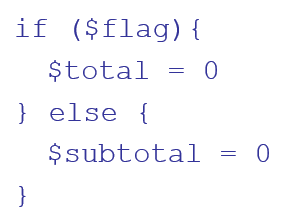 if ($flag){
  $total = 0
} else {
  $subtotal = 0
}